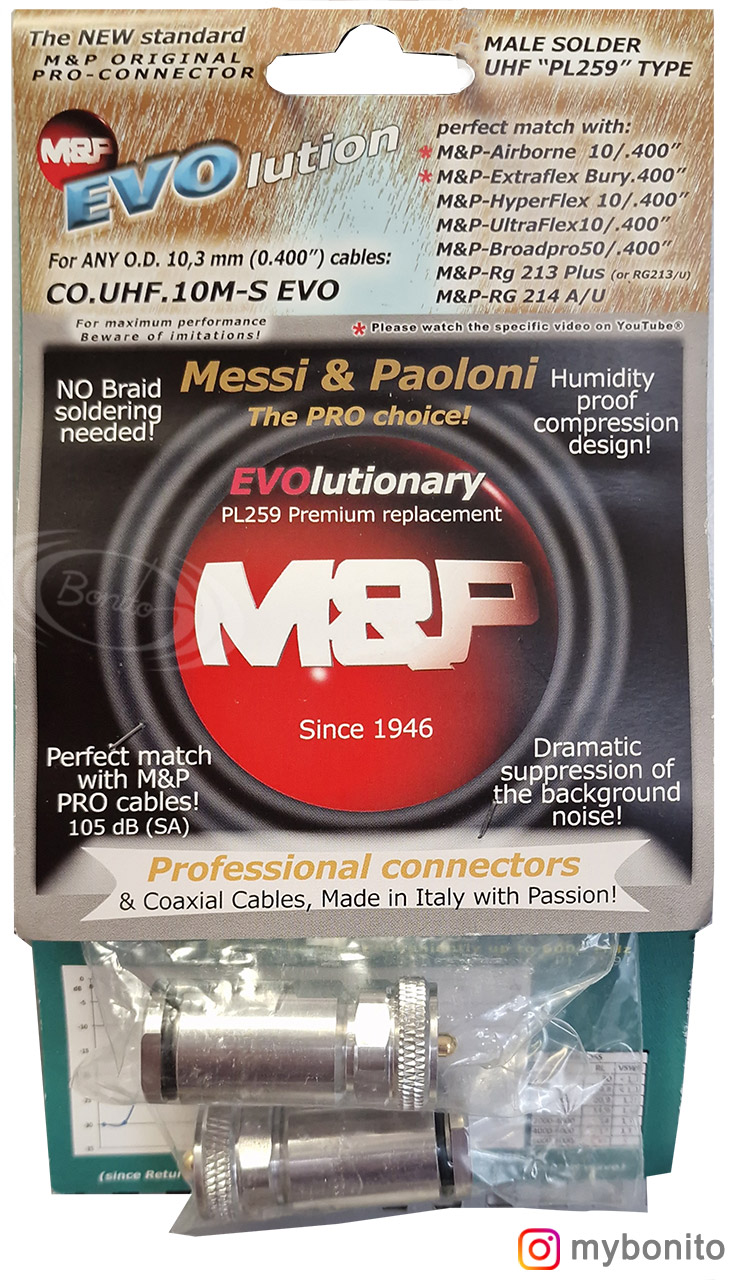 The NEW standard
M&P ORIGINAL
PRO-CONNECTOR
MALE SOLDER
UHF “PL259” TYPE
M&P
EVOlution
perfect match with:
* M&P-Airborne 10/.400”
* M&P-Extraflex Bury.400”
M&P-HyperFlex 10/.400”
M&P-UltraFlex10/.400”
M&P-Broadpro50/.400”
M&P-Rg 213 Plus (or RG213/U)
M&P-RG 214 A/U
For ANY O.D. 10,3 mm (0.400”) cables:
CO.UHF.10M-S EVO
For maximum performance
Beware of imitations!
* Please watch the specific video on YouTube®
Messi & Paoloni
The PRO choice!
NO Braid
soldering
needed!
Humidity
proof
compression
design!
EVOlutionary
PL259 Premium replacement
M&P
Since 1946
Bonito
Perfect match
with M&P
PRO cables!
105 dB (SA)
Dramatic
suppression of
the background
noise!
Professional connectors
& Coaxial Cables, Made in Italy with Passion!
(since Retur
mybonito